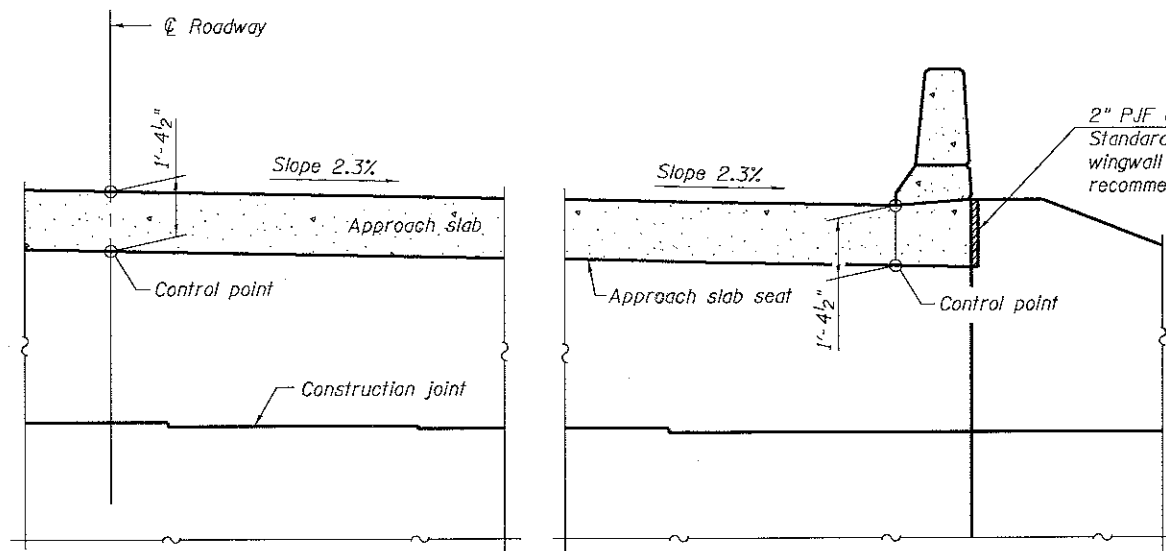 ℄ Roadway
1'-4½"
Slope 2.3%
Approach slab
Control point
Construction joint
Slope 2.3%
2" PJF
Standard
wingwall
recomme
Approach slab seat
Control point
1'-4½"